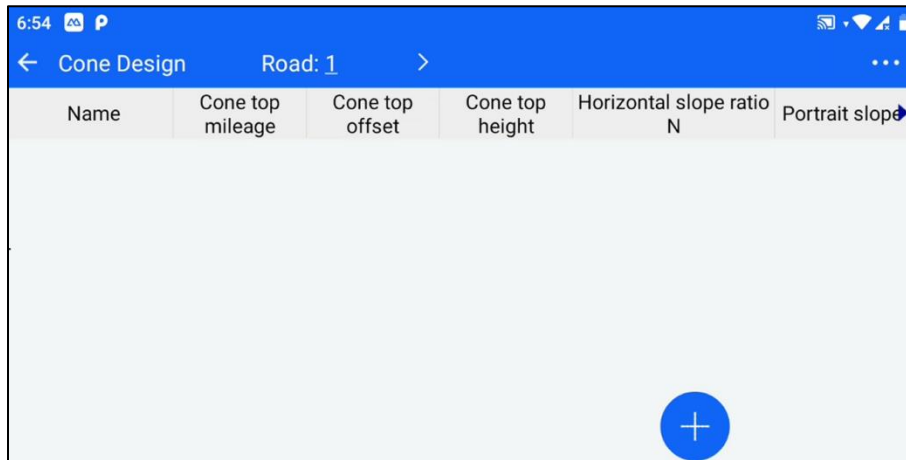 6:54
← Cone Design Road: 1 >
Name
Cone top
mileage
Cone top
offset
Cone top
height
Horizontal slope ratio
N
Portrait slope